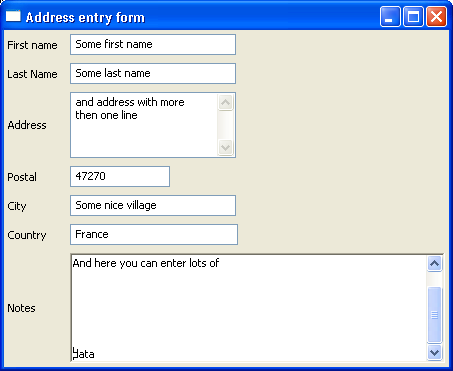 Address entry form
First name Some first name
Last Name Some last name
Address and address with more
then one line
Postal 47270
City Some nice village
Country France
Notes And here you can enter lots of
data